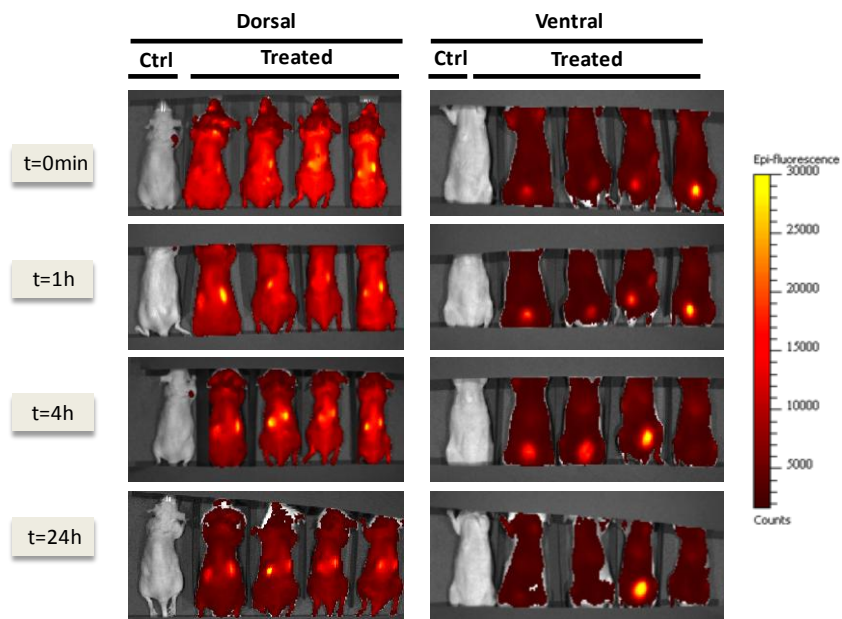 Dorsal Ventral
Ctrl Treated Ctrl Treated
t=0min
Epi-fluorescence
30000
25000
t=1h
20000
15000
t=4h
10000
5000
Counts
t=24h